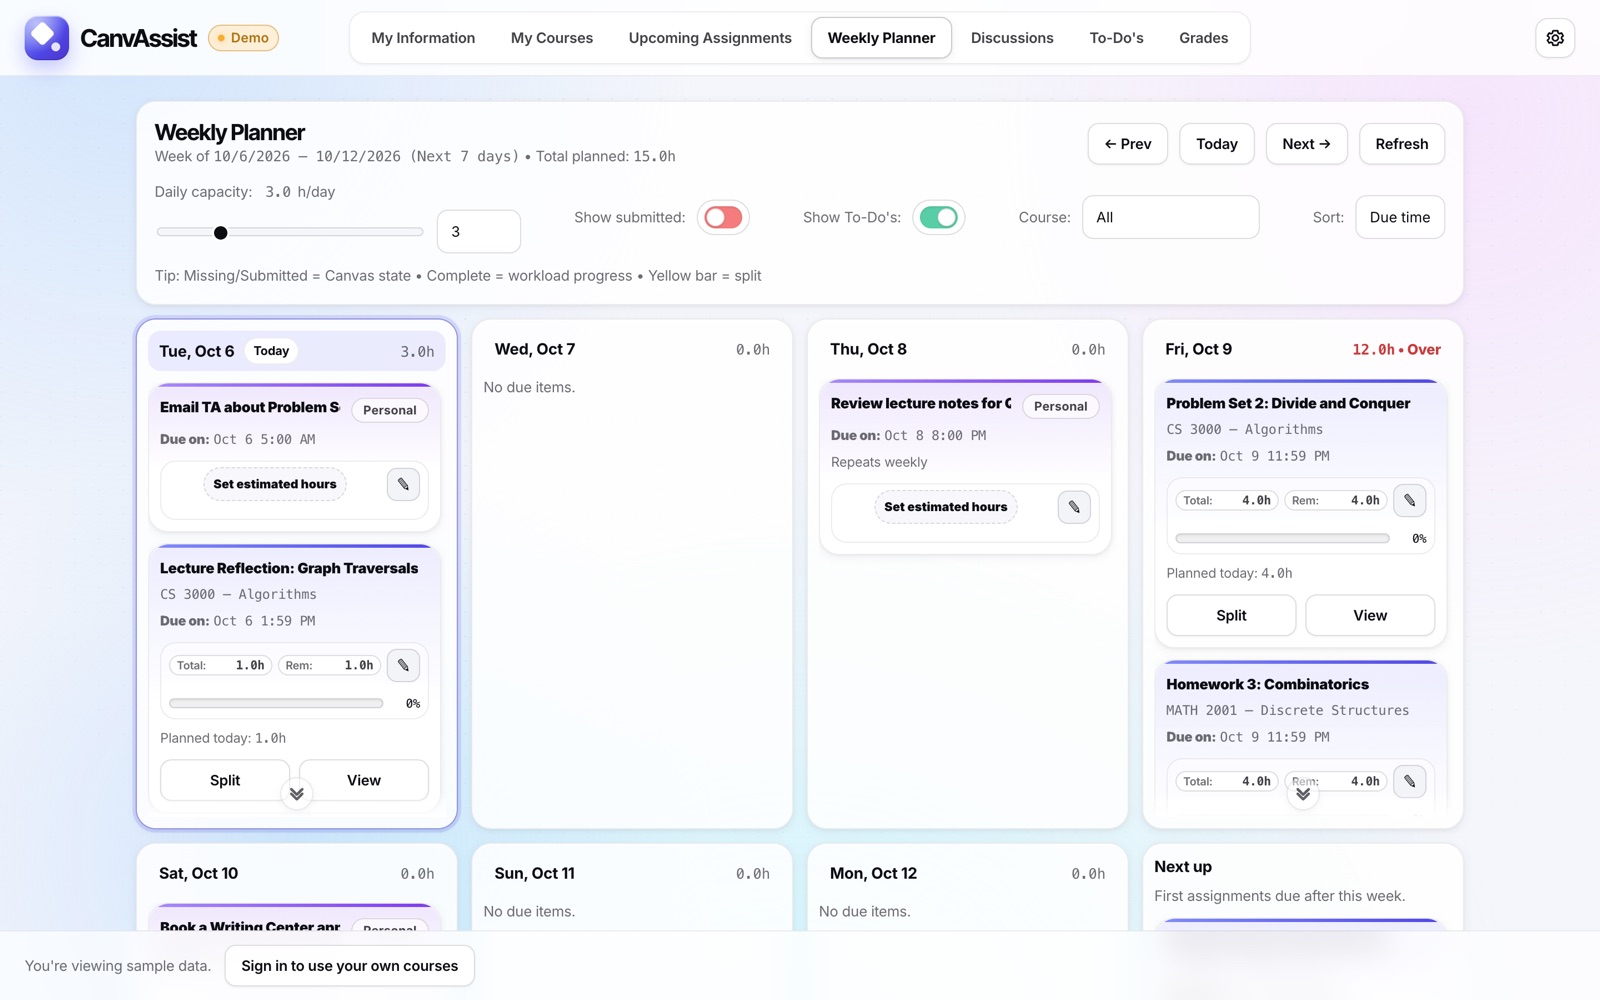 CanvAssist
Demo
My Information
My Courses
Upcoming Assignments
Weekly Planner
Discussions
To-Do's
Grades
Weekly Planner
Week of 10/6/2026 – 10/12/2026 (Next 7 days) • Total planned: 15.0h
← Prev
Today
Next →
Refresh
Daily capacity: 3.0 h/day
3
Show submitted:
Show To-Do's:
Course:
All
Sort:
Due time
Tip: Missing/Submitted = Canvas state • Complete = workload progress • Yellow bar = split
Tue, Oct 6
Today
3.0h
Email TA about Problem S
Personal
Due on: Oct 6 5:00 AM
Set estimated hours
Lecture Reflection: Graph Traversals
CS 3000 – Algorithms
Due on: Oct 6 1:59 PM
Total: 1.0h
Rem: 1.0h
0%
Planned today: 1.0h
Split
View
Wed, Oct 7
0.0h
No due items.
Thu, Oct 8
0.0h
Review lecture notes for
Personal
Due on: Oct 8 8:00 PM
Repeats weekly
Set estimated hours
Fri, Oct 9
12.0h • Over
Problem Set 2: Divide and Conquer
CS 3000 – Algorithms
Due on: Oct 9 11:59 PM
Total: 4.0h
Rem: 4.0h
0%
Planned today: 4.0h
Split
View
Homework 3: Combinatorics
MATH 2001 – Discrete Structures
Due on: Oct 9 11:59 PM
Total: 4.0h
Rem: 4.0h
Sat, Oct 10
0.0h
Book a Writing Center
Personal
Sun, Oct 11
0.0h
No due items.
Mon, Oct 12
0.0h
No due items.
Next up
First assignments due after this week.
You're viewing sample data.
Sign in to use your own courses